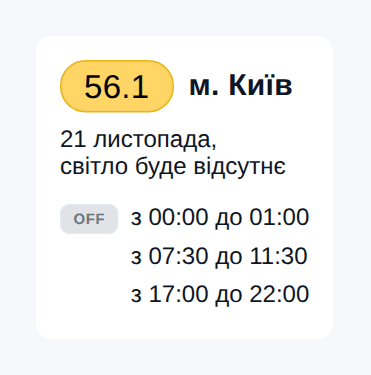 56.1 м. Київ
21 листопада,
світло буде відсутнє
OFF з 00:00 до 01:00
з 07:30 до 11:30
з 17:00 до 22:00